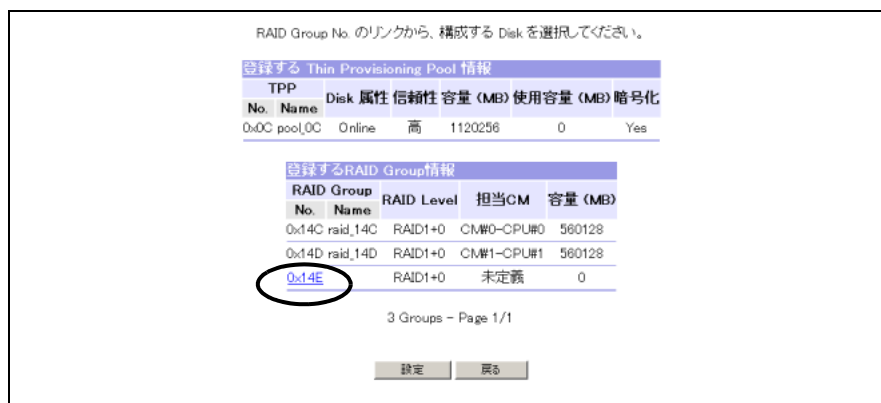 RAID Group No. のリンクから、構成する Disk を選択してください。
登録する Thin Provisioning Pool 情報
TPP Disk 属性 信頼性 容量 (MB) 使用容量 (MB) 暗号化
No. Name
0x0C pool_0C Online 高 1120256 0 Yes
登録するRAID Group情報
RAID Group RAID Level 担当CM 容量 (MB)
No. Name
0x14C raid_14C RAID1+0 CM#0-CPU#0 560128
0x14D raid_14D RAID1+0 CM#1-CPU#1 560128
0x14E RAID1+0 未定義 0
3 Groups - Page 1/1
設定 戻る